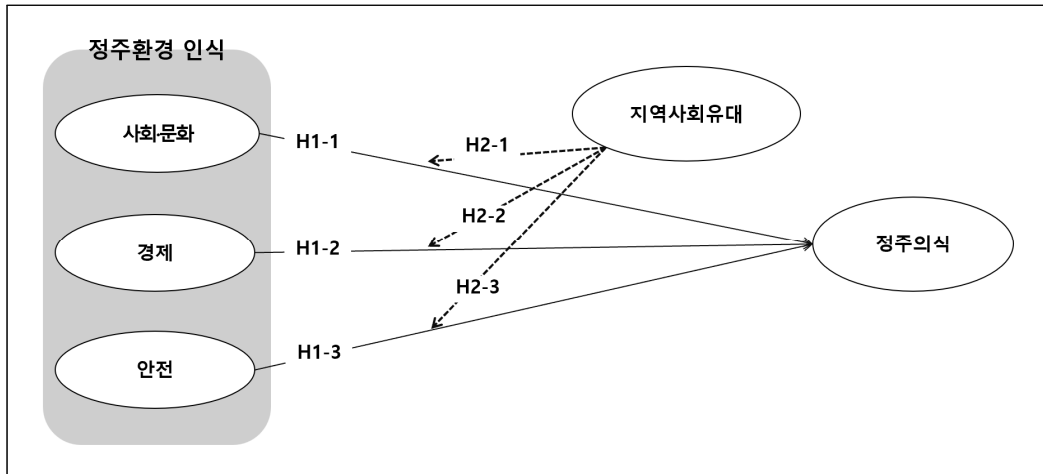 정주환경 인식
사회·문화
지역사회유대
H1-1
H2-1
H2-2
정주의식
경제
H1-2
H2-3
H1-3
안전